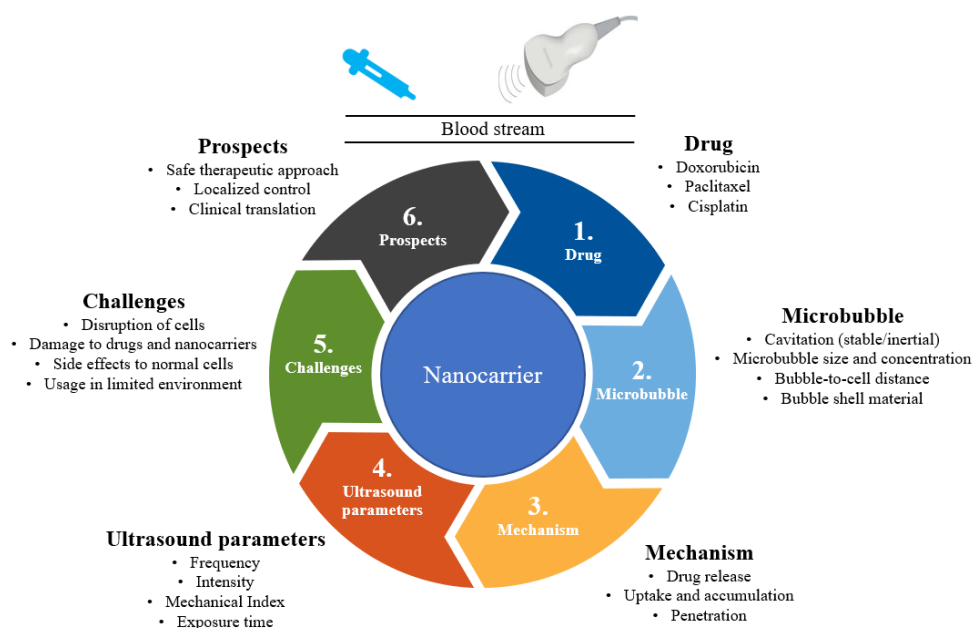 Blood stream
Prospects
• Safe therapeutic approach
• Localized control
• Clinical translation
Drug
• Doxorubicin
• Paclitaxel
• Cisplatin
6.
Prospects
1.
Drug
Challenges
• Disruption of cells
• Damage to drugs and nanocarriers
• Side effects to normal cells
• Usage in limited environment
5.
Challenges
Nanocarrier
2.
Microbubble
Microbubble
• Cavitation (stable/inertial)
• Microbubble size and concentration
• Bubble-to-cell distance
• Bubble shell material
4.
Ultrasound
parameters
3.
Mechanism
Ultrasound parameters
• Frequency
• Intensity
• Mechanical Index
• Exposure time
Mechanism
• Drug release
• Uptake and accumulation
• Penetration